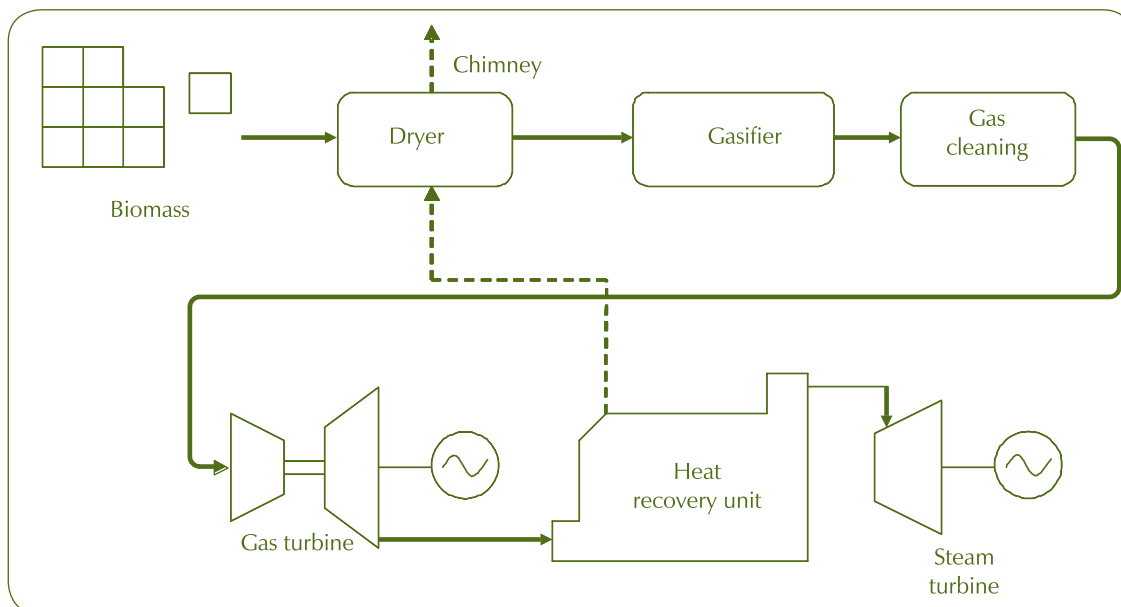 Chimney
Dryer
Gasifier
Gas
cleaning
Biomass
Heat
recovery unit
Gas turbine
Steam
turbine